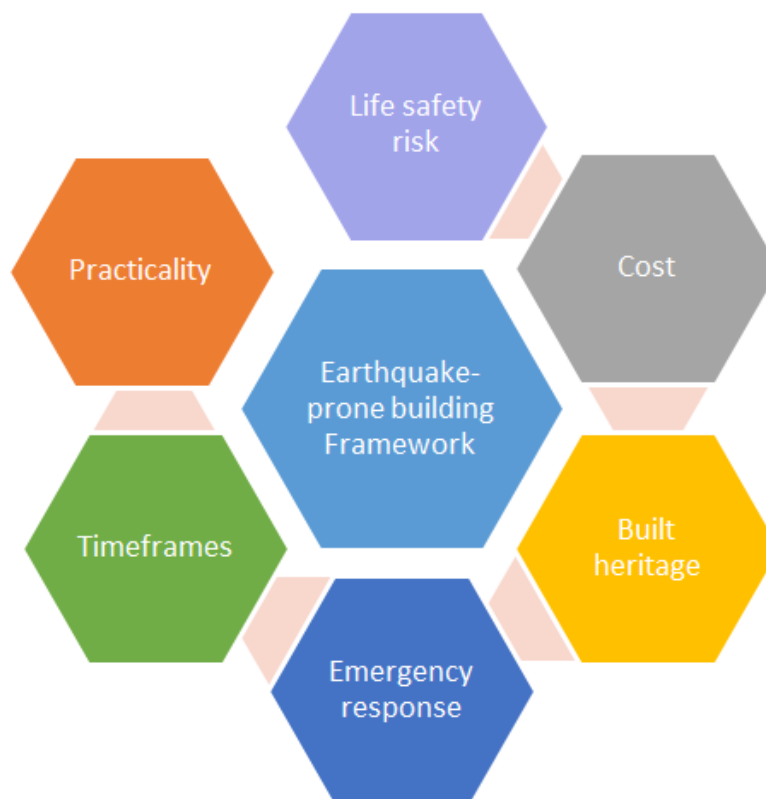 Life safety
risk
Practicality
Cost
Earthquake-
prone building
Framework
Timeframes
Built
heritage
Emergency
response